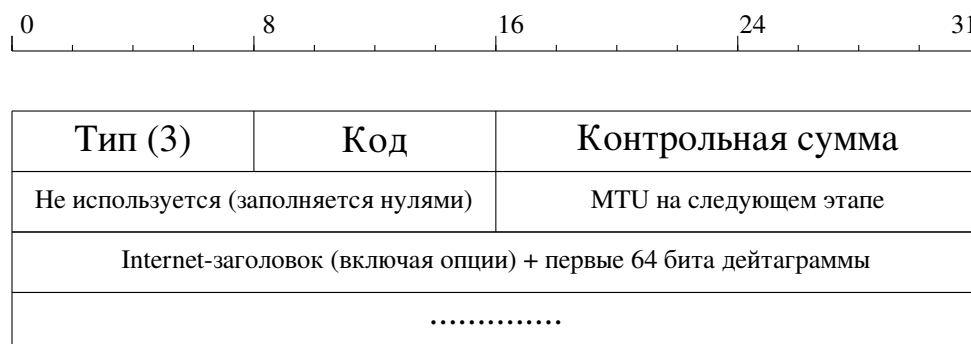 0 8 16 24 31
Тип (3) Код Контрольная сумма
Не используется (заполняется нулями) MTU на следующем этапе
Internet-заголовок (включая опции) + первые 64 бита дейтаграммы
..............